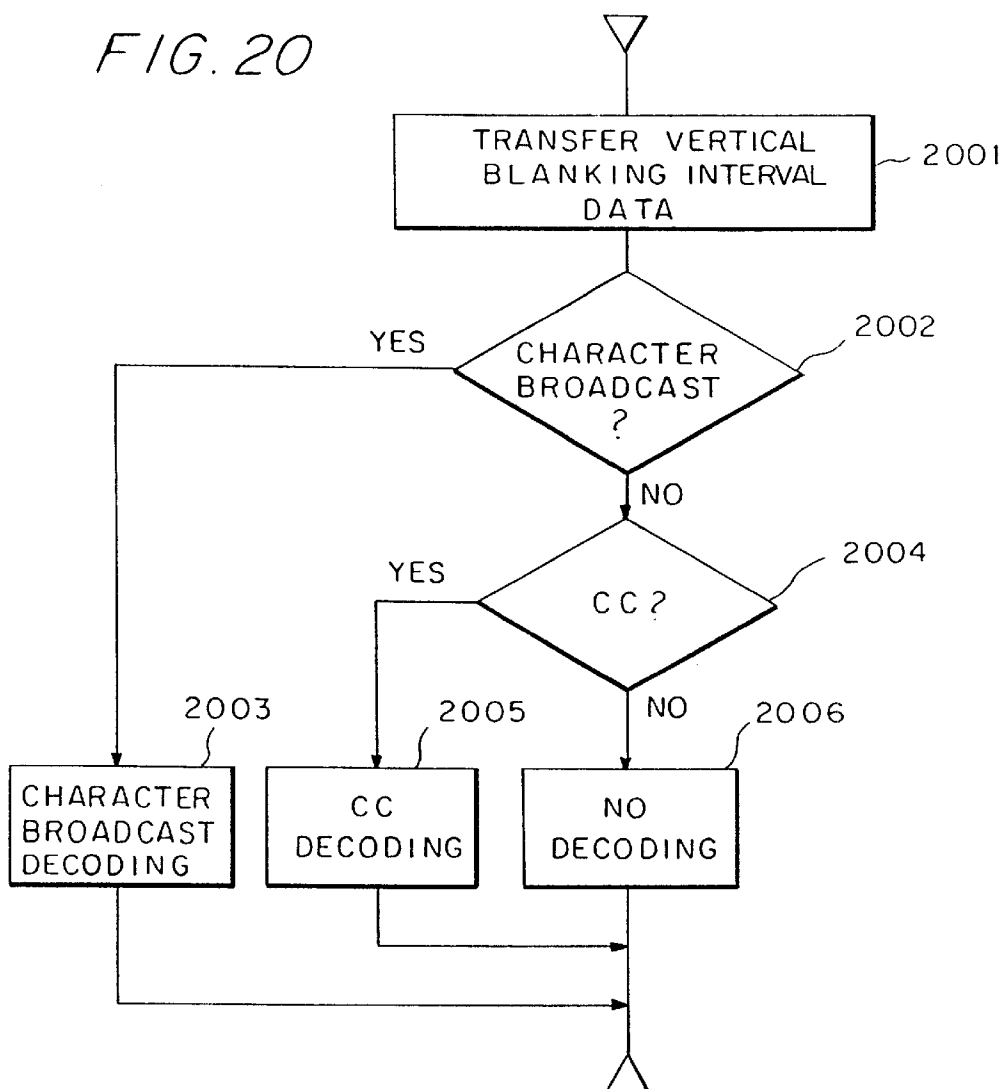 FIG. 20
TRANSFER VERTICAL
BLANKING INTERVAL
DATA
2001
YES
CHARACTER
BROADCAST
?
2002
NO
YES
CC?
2004
NO
2003
2005
2006
CHARACTER
BROADCAST
DECODING
CC
DECODING
NO
DECODING